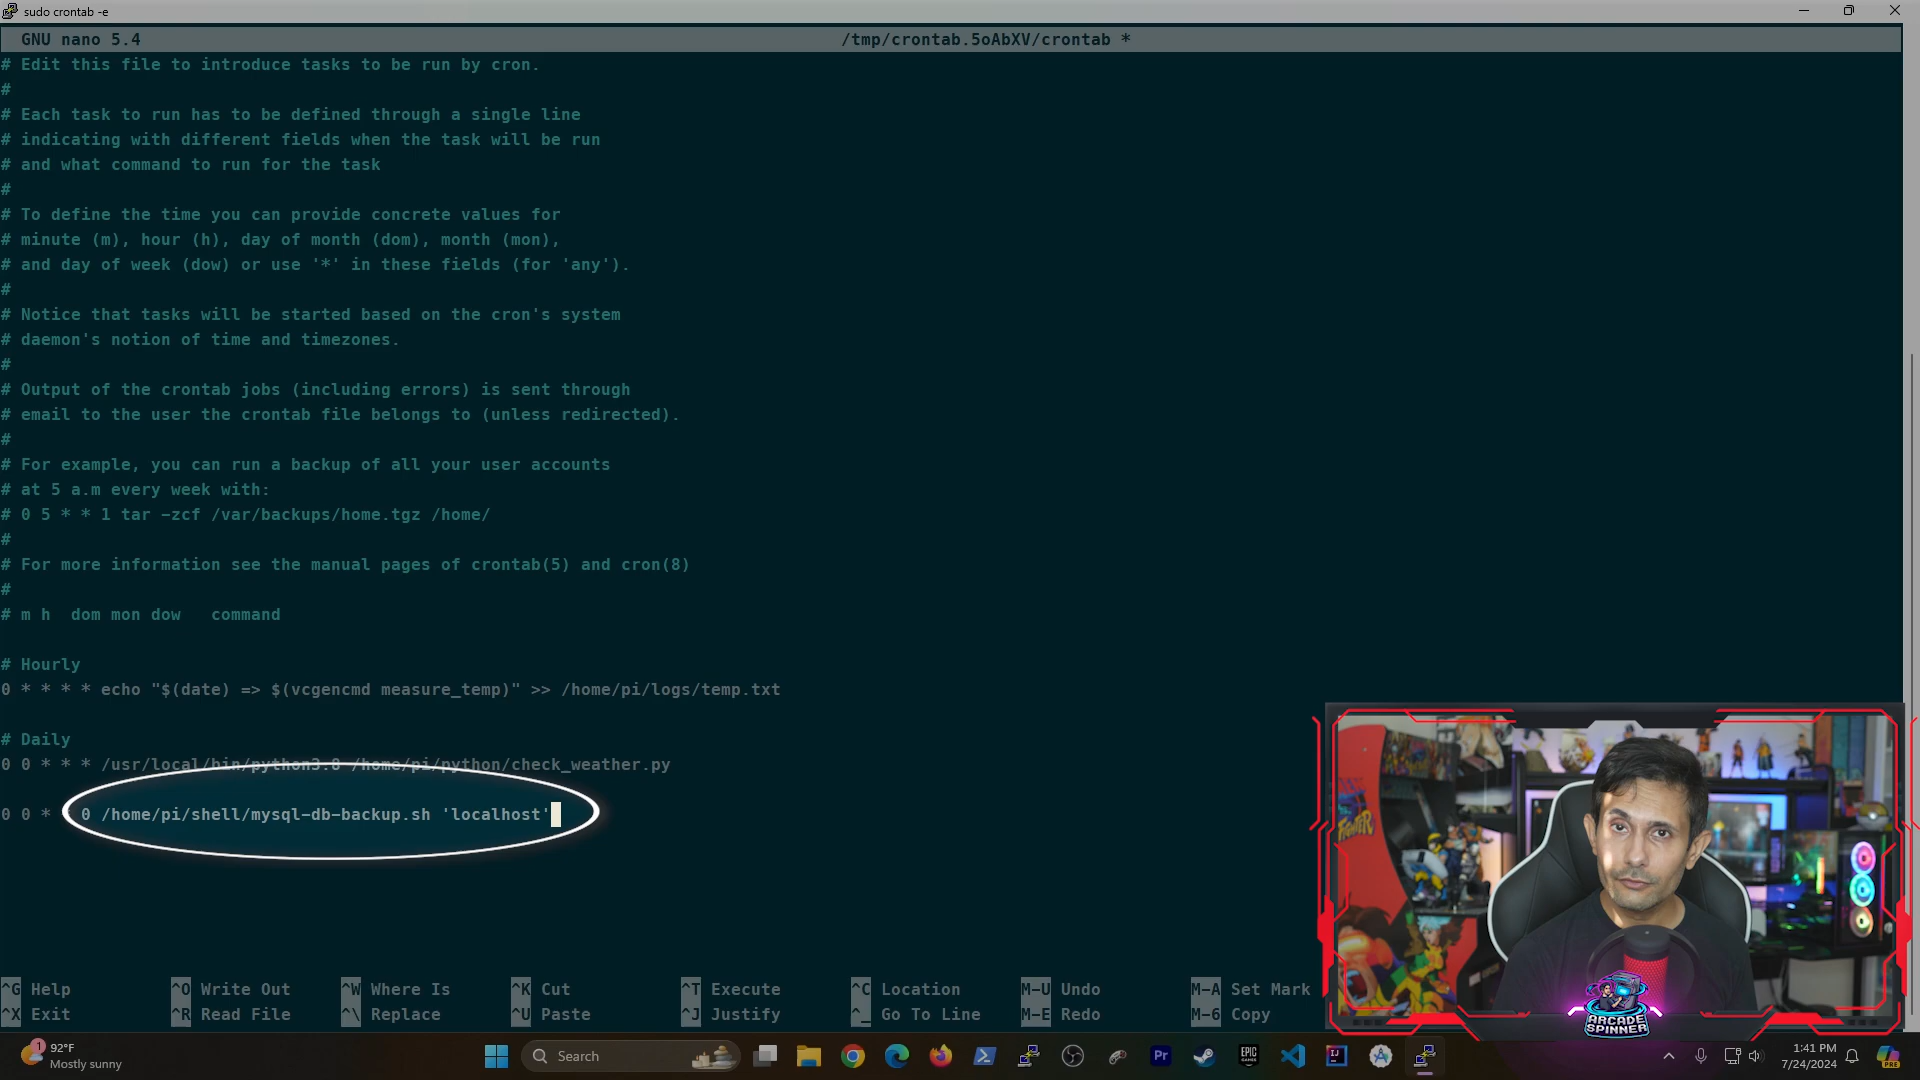 sudo crontab -e
GNU nano 5.4 /tmp/crontab.5oAbXV/crontab *
# Edit this file to introduce tasks to be run by cron.
#
# Each task to run has to be defined through a single line
# indicating with different fields when the task will be run
# and what command to run for the task
#
# To define the time you can provide concrete values for
# minute (m), hour (h), day of month (dom), month (mon),
# and day of week (dow) or use '*' in these fields (for 'any').
#
# Notice that tasks will be started based on the cron's system
# daemon's notion of time and timezones.
#
# Output of the crontab jobs (including errors) is sent through
# email to the user the crontab file belongs to (unless redirected).
#
# For example, you can run a backup of all your user accounts
# at 5 a.m every week with:
# 0 5 * * 1 tar -zcf /var/backups/home.tgz /home/
#
# For more information see the manual pages of crontab(5) and cron(8)
#
# m h  dom mon dow   command
# Hourly
0 * * * * echo "$(date) => $(vcgencmd measure_temp)" >> /home/pi/logs/temp.txt
# Daily
0 0 * * * /usr/local/bin/python3.8 /home/pi/python/check_weather.py
0 0 * 0 /home/pi/shell/mysql-db-backup.sh 'localhost'
^G Help ^O Write Out ^W Where Is ^K Cut ^T Execute ^C Location M-U Undo M-A Set Mark
^X Exit ^R Read File ^\ Replace ^U Paste ^J Justify ^_ Go To Line M-E Redo M-6 Copy
FIGHTER
ARCADE
SPINNER
1
92°F
Mostly sunny
Search
Pr
EPIC
GAMES
IJ
1:41 PM
7/24/2024
PRE